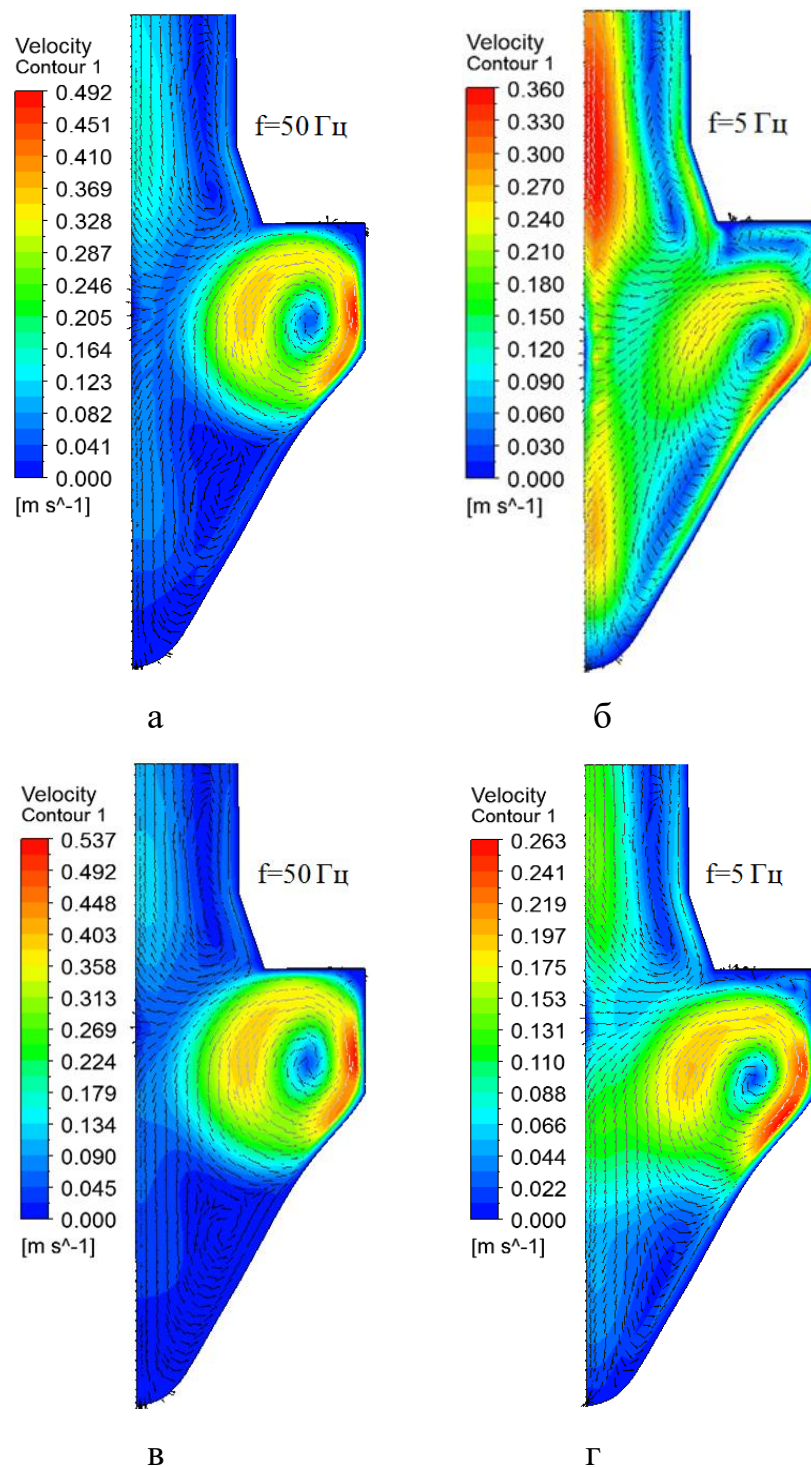 Velocity
Contour 1
0.492
0.451
0.410
0.369
0.328
0.287
0.246
0.205
0.164
0.123
0.082
0.041
0.000
[m s^-1]
f=50 Гц
а
Velocity
Contour 1
0.360
0.330
0.300
0.270
0.240
0.210
0.180
0.150
0.120
0.090
0.060
0.030
0.000
[m s^-1]
f=5 Гц
б
Velocity
Contour 1
0.537
0.492
0.448
0.403
0.358
0.313
0.269
0.224
0.179
0.134
0.090
0.045
0.000
[m s^-1]
f=50 Гц
в
Velocity
Contour 1
0.263
0.241
0.219
0.197
0.175
0.153
0.131
0.110
0.088
0.066
0.044
0.022
0.000
[m s^-1]
f=5 Гц
г